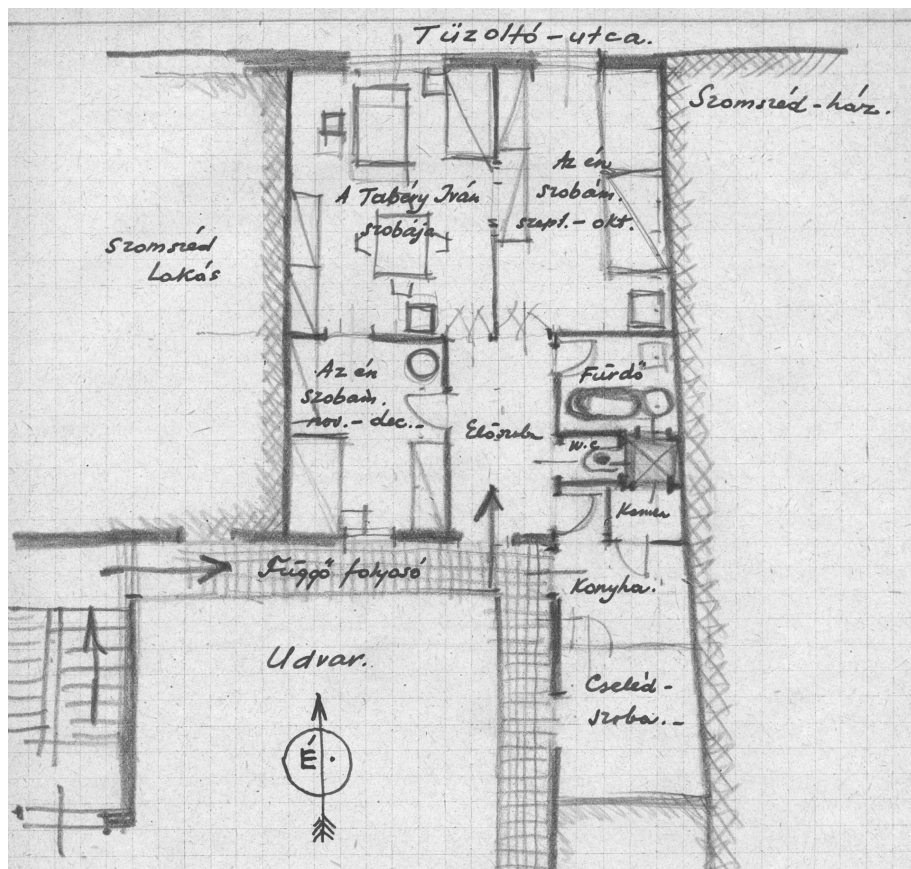 Tűzoltó-utca.
Szomszéd-ház.
A Tabéry Iván
szobája
Az én
szobám.
szept.-okt.
Szomszéd
Lakás
Az én
szobám.
nov.-dec.-
Előszoba
Fürdő
w.c.
Kamra
Függő folyosó
Konyha.
Udvar.
Cseléd-
szoba.-
É